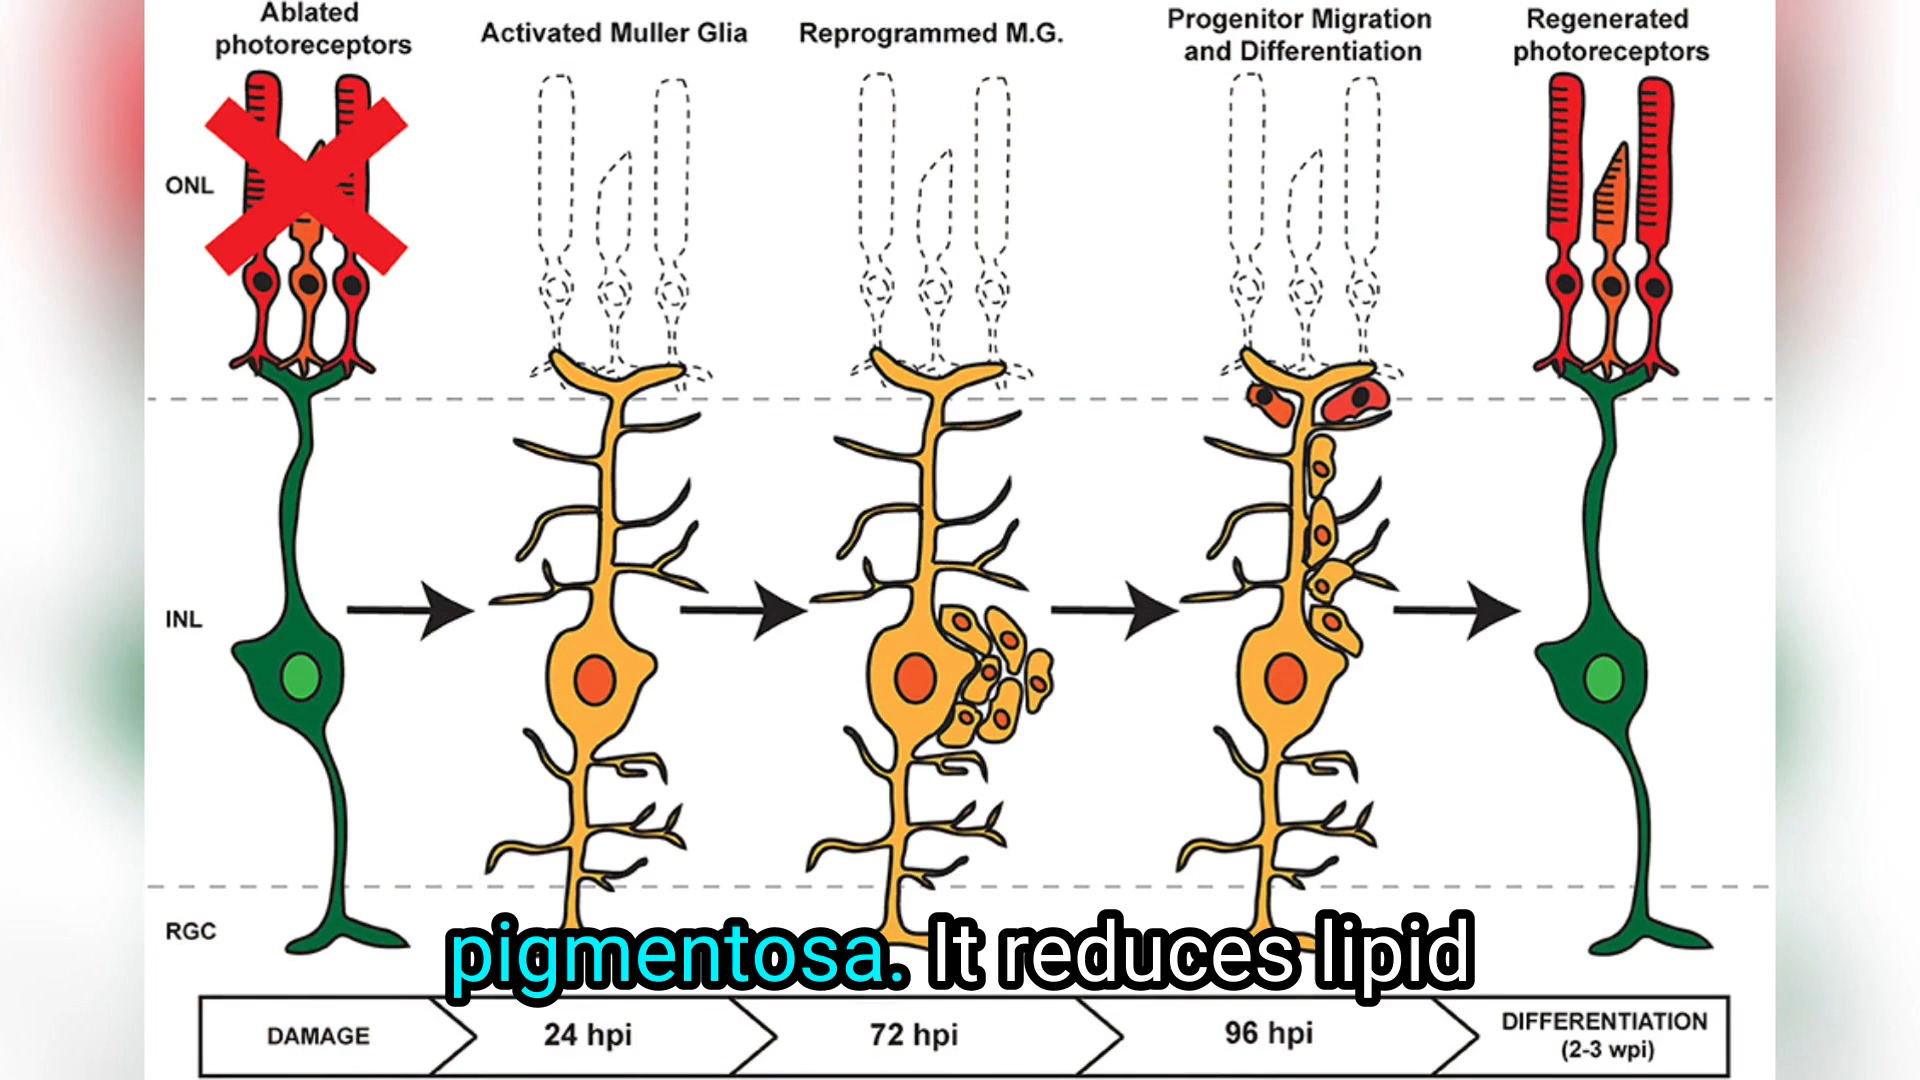 Ablated
photoreceptors
Activated Muller Glia
Reprogrammed M.G.
Progenitor Migration
and Differentiation
Regenerated
photoreceptors
ONL
INL
RGC
pigmentosa. It reduces lipid
DAMAGE
24 hpi
72 hpi
96 hpi
DIFFERENTIATION
(2-3 wpi)